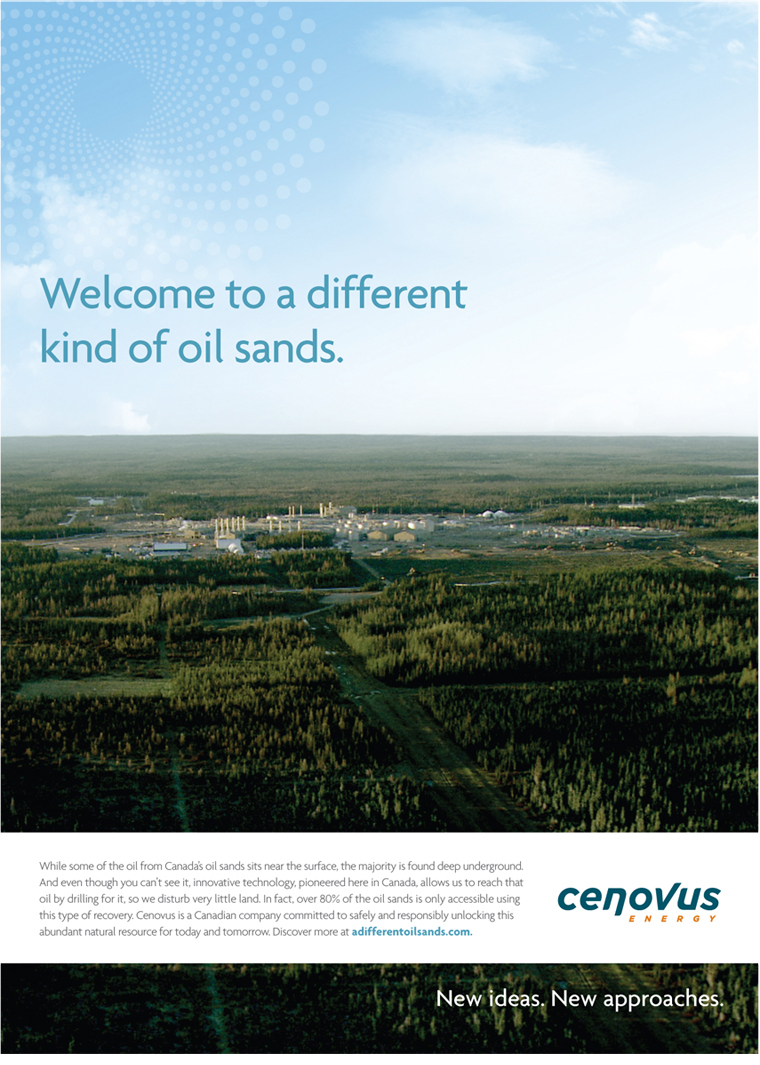 Welcome to a different
kind of oil sands.
While some of the oil from Canada's oil sands sits near the surface, the majority is found deep underground.
And even though you can't see it, innovative technology, pioneered here in Canada, allows us to reach that
oil by drilling for it, so we disturb very little land. In fact, over 80% of the oil sands is only accessible using
this type of recovery. Cenovus is a Canadian company committed to safely and responsibly unlocking this
abundant natural resource for today and tomorrow. Discover more at adifferentoilsands.com.
cenovus
ENERGY
New ideas. New approaches.